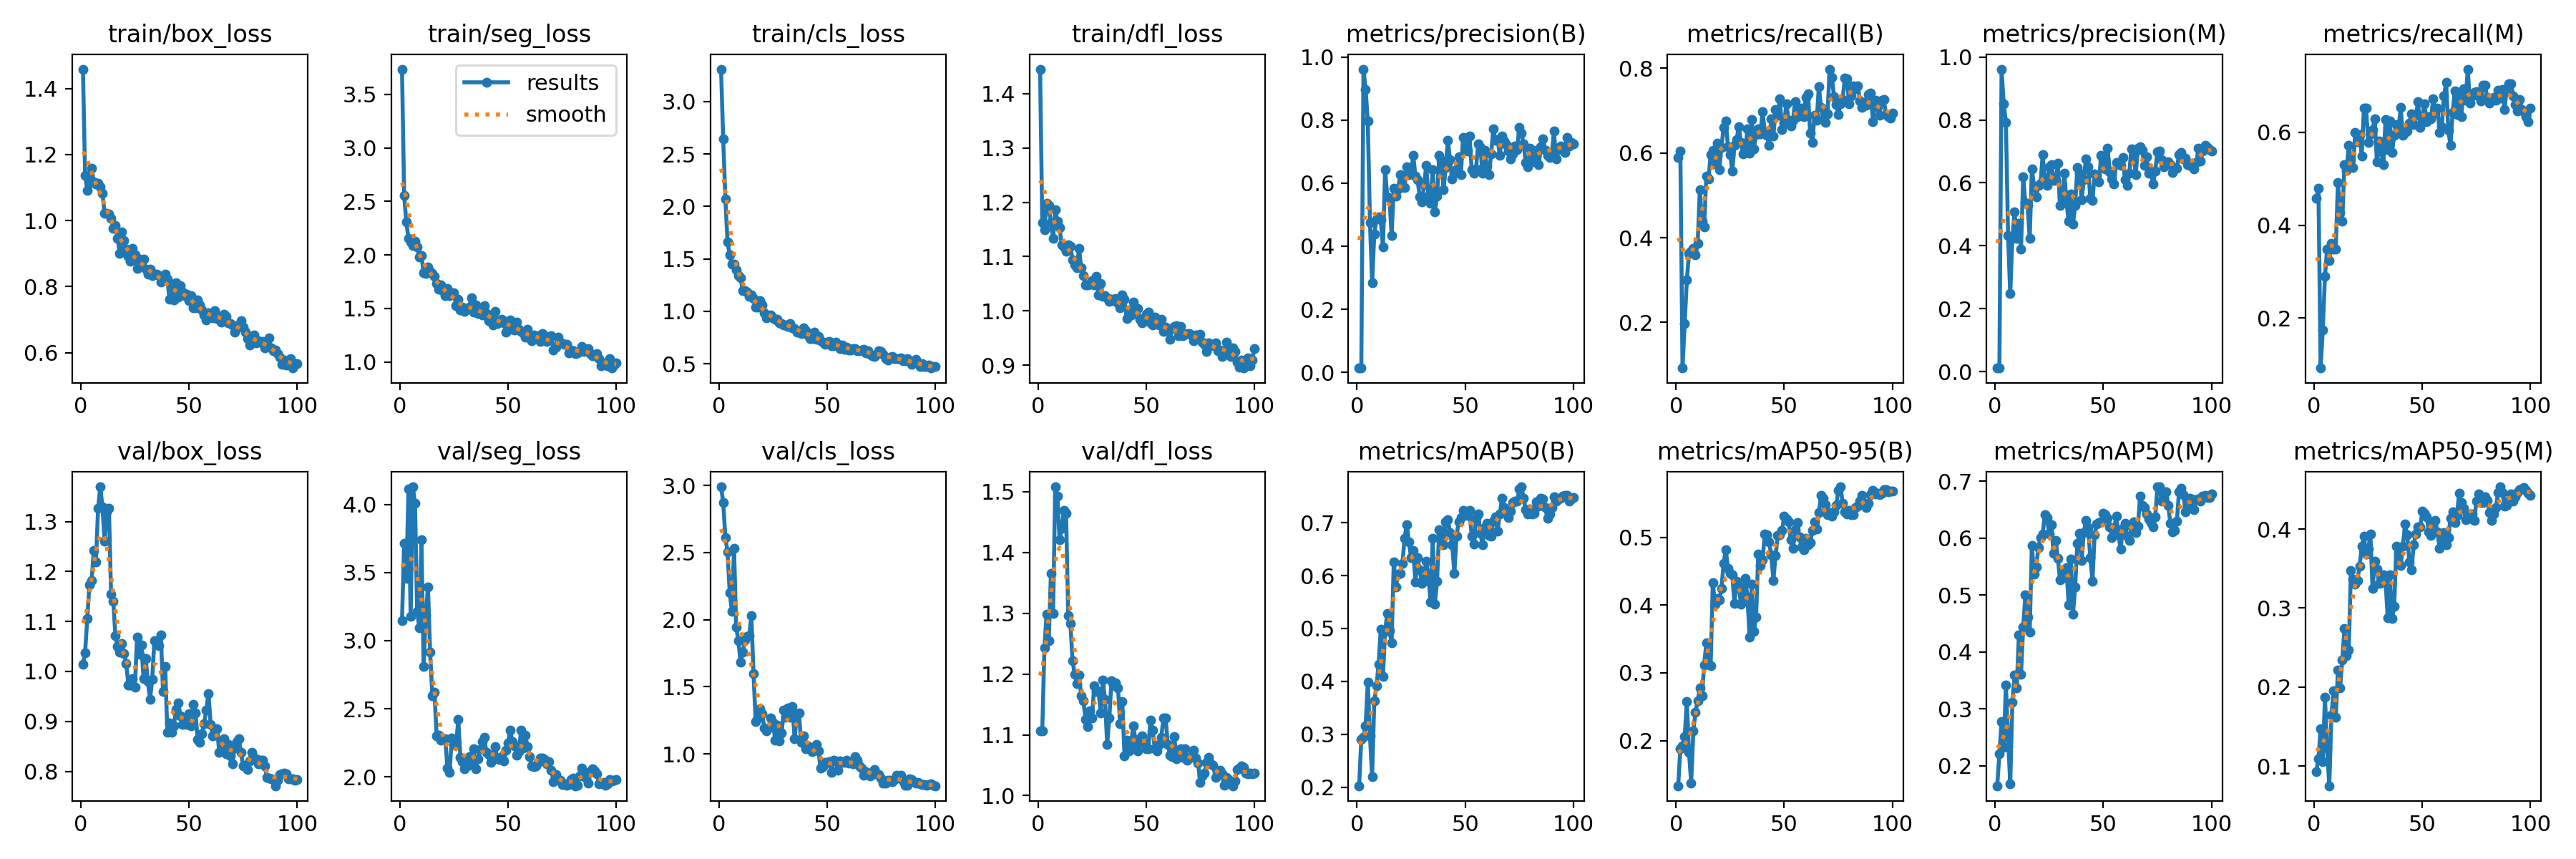 train/box_loss
1.4
1.2
1.0
0.8
0.6
0 50 100
train/seg_loss
results
smooth
3.5
3.0
2.5
2.0
1.5
1.0
0 50 100
train/cls_loss
3.0
2.5
2.0
1.5
1.0
0.5
0 50 100
train/dfl_loss
1.4
1.3
1.2
1.1
1.0
0.9
0 50 100
metrics/precision(B)
1.0
0.8
0.6
0.4
0.2
0.0
0 50 100
metrics/recall(B)
0.8
0.6
0.4
0.2
0 50 100
metrics/precision(M)
1.0
0.8
0.6
0.4
0.2
0.0
0 50 100
metrics/recall(M)
0.6
0.4
0.2
0 50 100
val/box_loss
1.3
1.2
1.1
1.0
0.9
0.8
0 50 100
val/seg_loss
4.0
3.5
3.0
2.5
2.0
0 50 100
val/cls_loss
3.0
2.5
2.0
1.5
1.0
0 50 100
val/dfl_loss
1.5
1.4
1.3
1.2
1.1
1.0
0 50 100
metrics/mAP50(B)
0.7
0.6
0.5
0.4
0.3
0.2
0 50 100
metrics/mAP50-95(B)
0.5
0.4
0.3
0.2
0 50 100
metrics/mAP50(M)
0.7
0.6
0.5
0.4
0.3
0.2
0 50 100
metrics/mAP50-95(M)
0.4
0.3
0.2
0.1
0 50 100